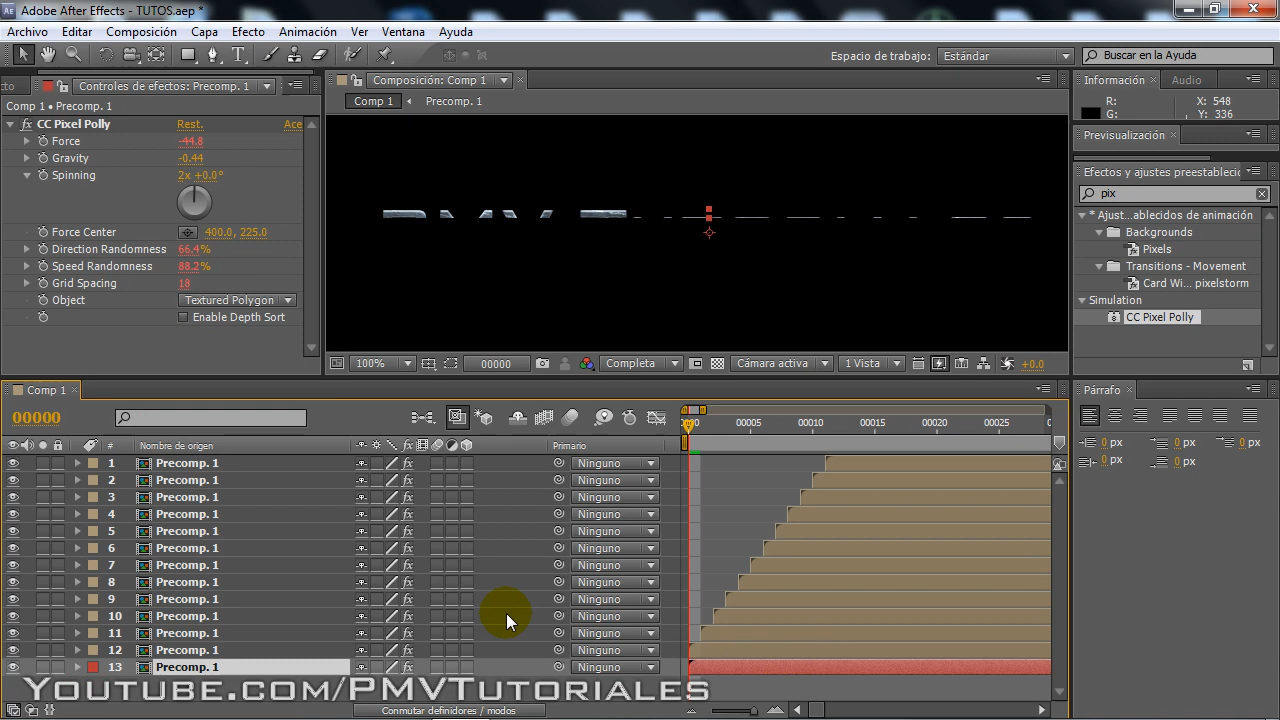 Adobe After Effects - TUTOS.aep *
Archivo Editar Composición Capa Efecto Animación Ver Ventana Ayuda
Espacio de trabajo: Estándar Buscar en la Ayuda
cto Controles de efectos: Precomp. 1
Comp 1 • Precomp. 1
CC Pixel Polly Rest. Ace
Force -44.8
Gravity -0.44
Spinning 2x +0.0°
Force Center 400.0, 225.0
Direction Randomness 66.4%
Speed Randomness 88.2%
Grid Spacing 18
Object Textured Polygon
Enable Depth Sort
Composición: Comp 1
Comp 1 Precomp. 1
100% 00000 Completa Cámara activa 1 Vista +0.0
Información Audio
R: X: 548
G: Y: 336
Previsualización
Efectos y ajustes preestablecic
pix
* Ajust...ablecidos de animación
Backgrounds
Pixels
Transitions - Movement
Card Wi... pixelstorm
Simulation
CC Pixel Polly
Comp 1
00000
0000 00005 00010 00015 00020 00025
# Nombre de origen Primario
1 Precomp. 1 fx Ninguno
2 Precomp. 1 fx Ninguno
3 Precomp. 1 fx Ninguno
4 Precomp. 1 fx Ninguno
5 Precomp. 1 fx Ninguno
6 Precomp. 1 fx Ninguno
7 Precomp. 1 fx Ninguno
8 Precomp. 1 fx Ninguno
9 Precomp. 1 fx Ninguno
10 Precomp. 1 fx Ninguno
11 Precomp. 1 fx Ninguno
12 Precomp. 1 fx Ninguno
13 Precomp. 1 fx Ninguno
Conmutar definidores / modos
Párrafo
0 px 0 px 0 px
0 px 0 px
Youtube.com/PMVTutoriales